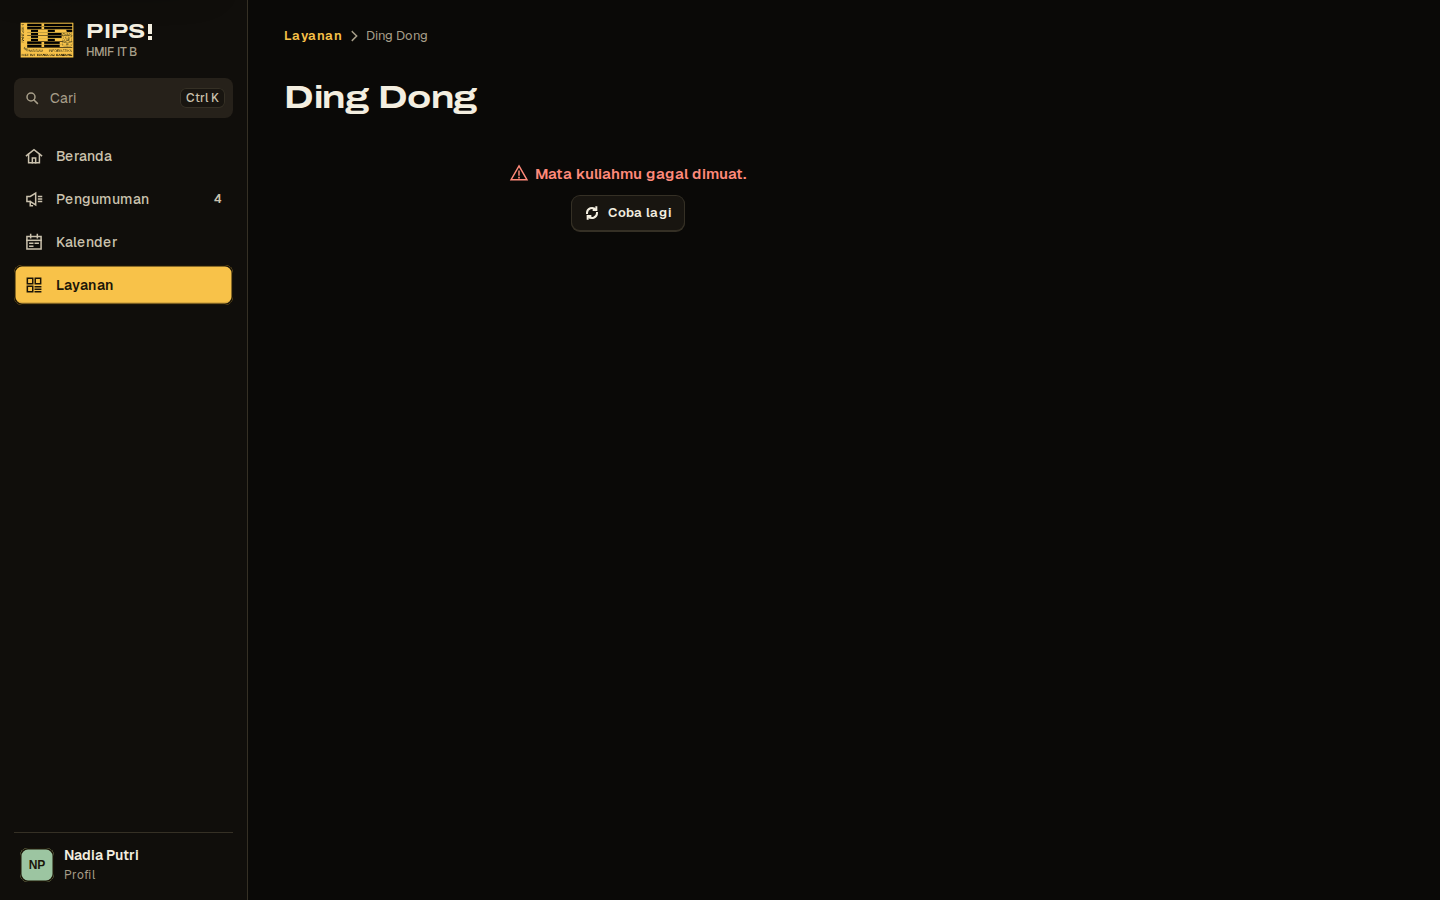 PIPS!
HMIF ITB
Cari
Ctrl K
Beranda
Pengumuman
4
Kalender
Layanan
Layanan > Ding Dong
Ding Dong
Mata kuliahmu gagal dimuat.
Coba lagi
NP
Nadia Putri
Profil